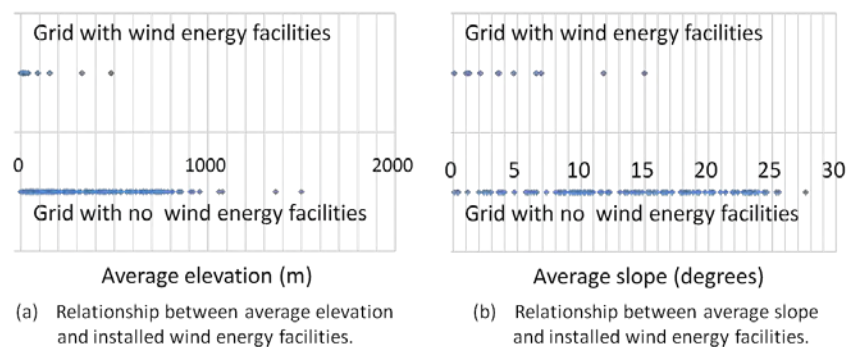 Grid with wind energy facilities
0 1000 2000
Grid with no wind energy facilities
Average elevation (m)
(a) Relationship between average elevation
and installed wind energy facilities.
Grid with wind energy facilities
0 5 10 15 20 25 30
Grid with no wind energy facilities
Average slope (degrees)
(b) Relationship between average slope
and installed wind energy facilities.